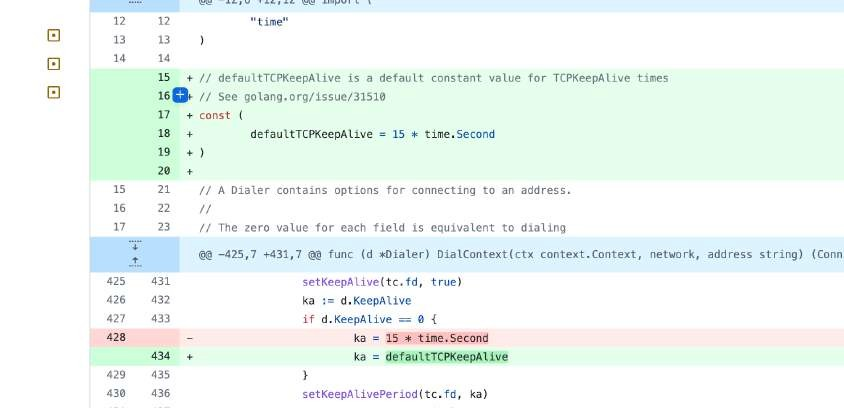 @@ -12,6 +12,12 @@ import (
12 12 "time"
13 13 )
14 14
15 + // defaultTCPKeepAlive is a default constant value for TCPKeepAlive times
16 + // See golang.org/issue/31510
17 + const (
18 + defaultTCPKeepAlive = 15 * time.Second
19 + )
20 +
15 21 // A Dialer contains options for connecting to an address.
16 22 //
17 23 // The zero value for each field is equivalent to dialing
@@ -425,7 +431,7 @@ func (d *Dialer) DialContext(ctx context.Context, network, address string) (Conn
425 431 setKeepAlive(tc.fd, true)
426 432 ka := d.KeepAlive
427 433 if d.KeepAlive == 0 {
428 - ka = 15 * time.Second
434 + ka = defaultTCPKeepAlive
429 435 }
430 436 setKeepAlivePeriod(tc.fd, ka)